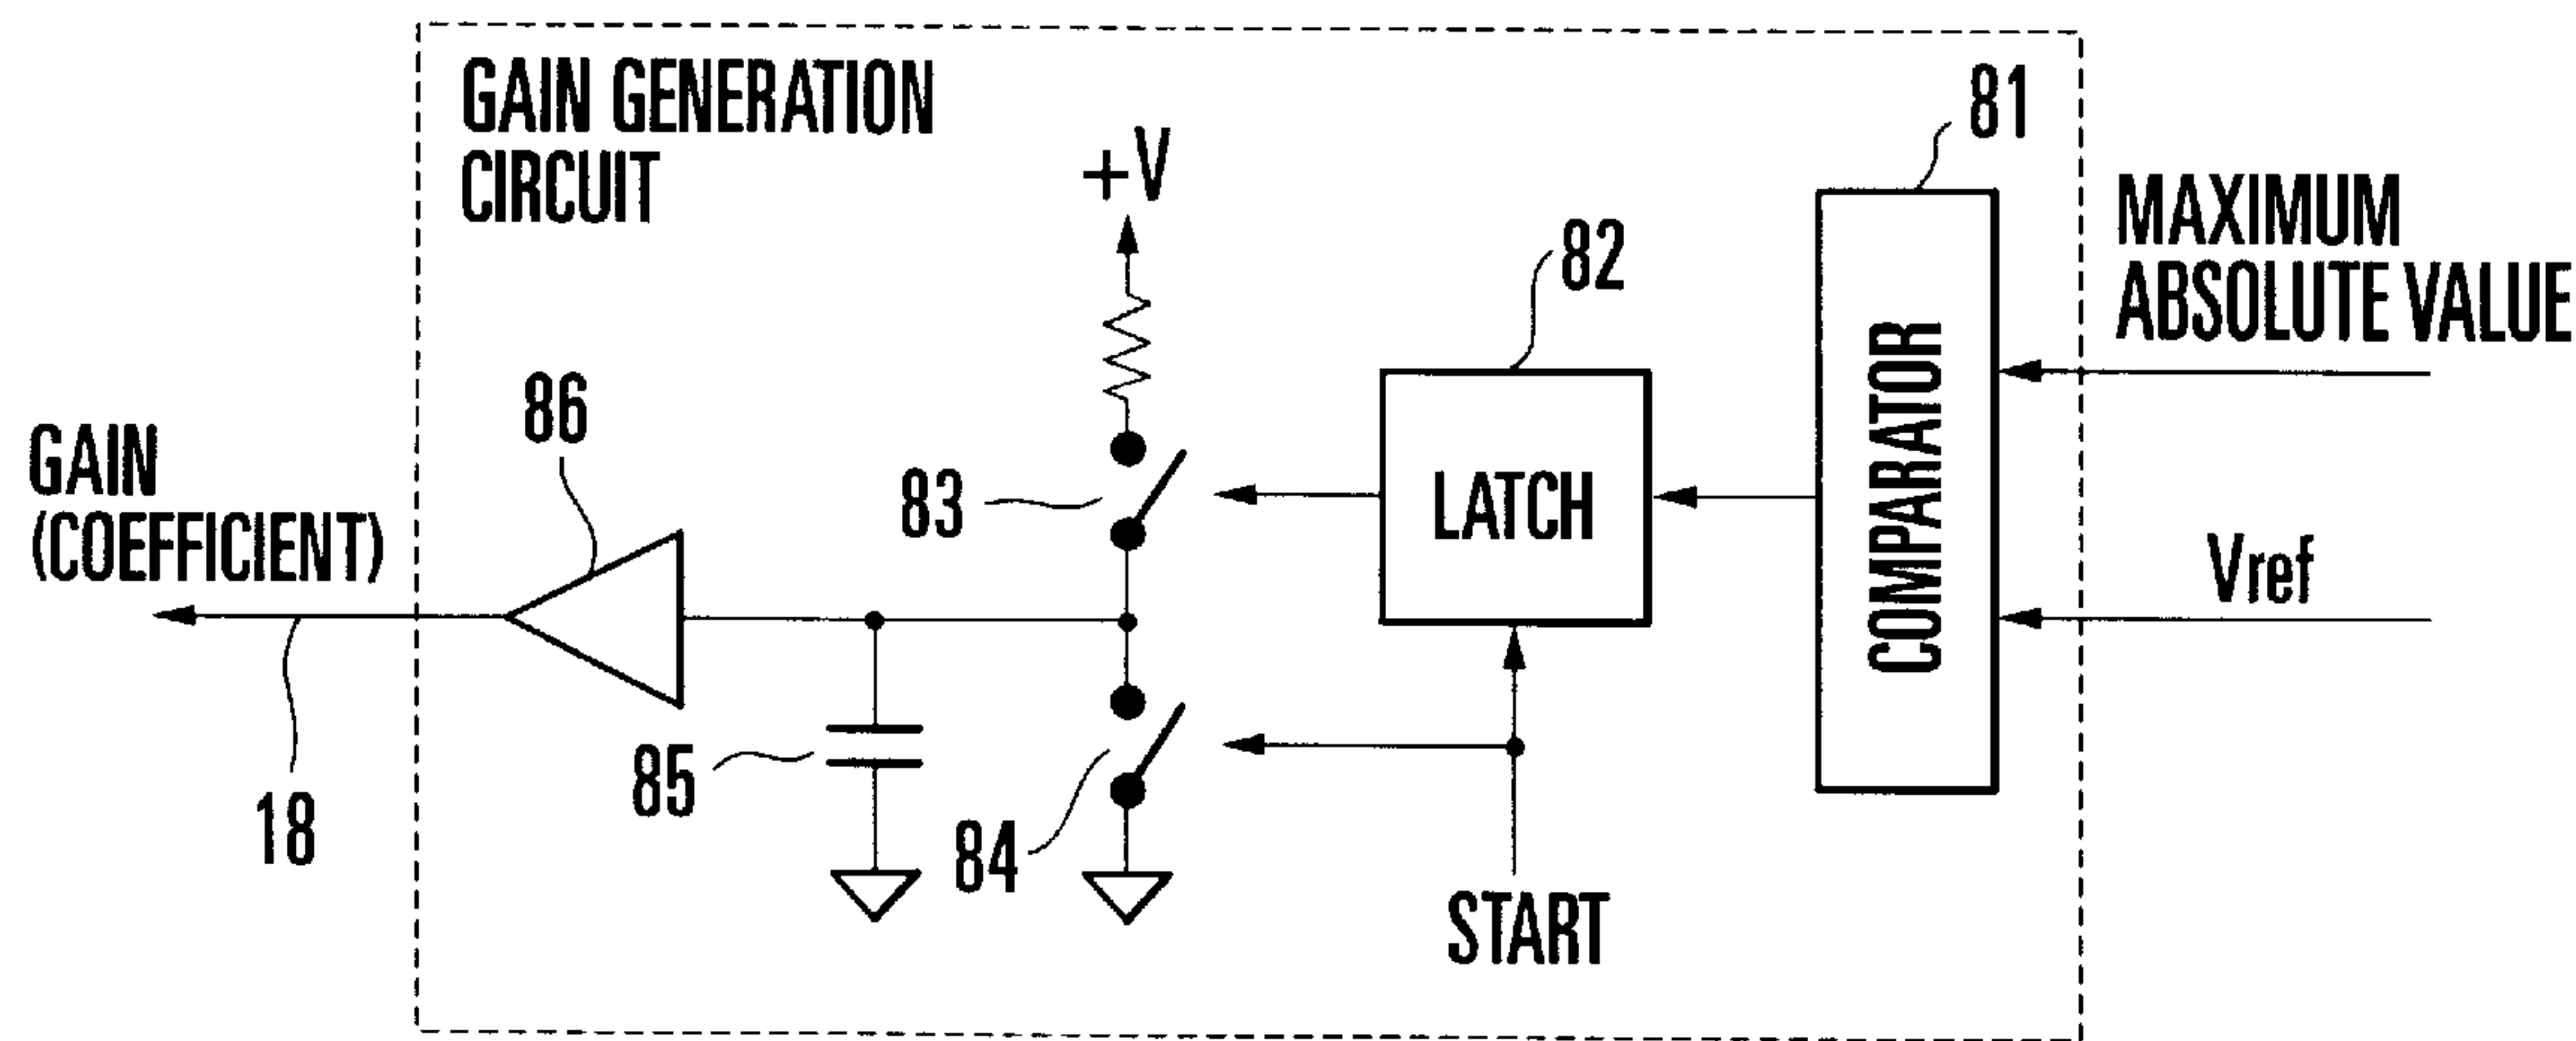 GAIN GENERATION
CIRCUIT
+V
81
MAXIMUM
ABSOLUTE VALUE
82
COMPARATOR
86
GAIN
(COEFFICIENT)
83
LATCH
Vref
85
84
18
START